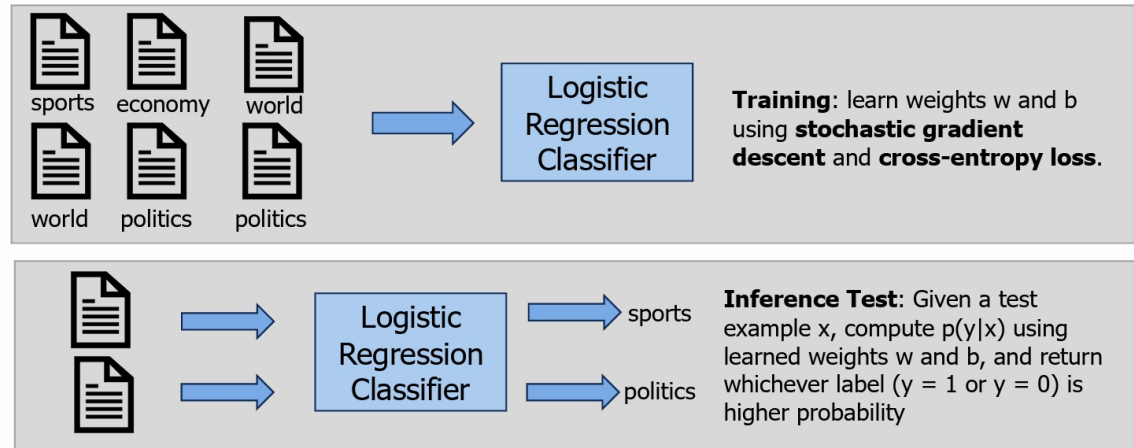 sports economy world
world politics politics
Logistic
Regression
Classifier
Training: learn weights w and b
using stochastic gradient
descent and cross-entropy loss.
Logistic
Regression
Classifier
sports
politics
Inference Test: Given a test
example x, compute p(y|x) using
learned weights w and b, and return
whichever label (y = 1 or y = 0) is
higher probability